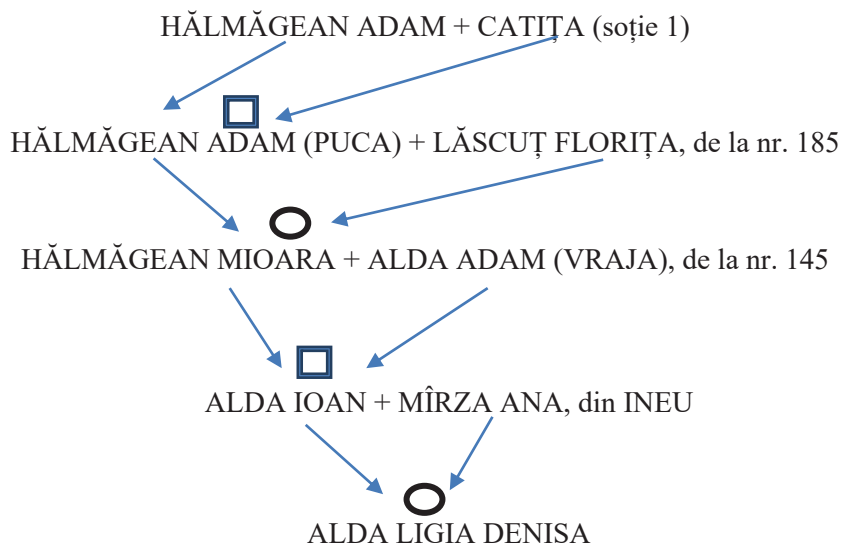 HĂLMĂGEAN ADAM + CATIȚA (soție 1)
HĂLMĂGEAN ADAM (PUCA) + LĂSCUȚ FLORIȚA, de la nr. 185
HĂLMĂGEAN MIOARA + ALDA ADAM (VRAJA), de la nr. 145
ALDA IOAN + MÎRZA ANA, din INEU
ALDA LIGIA DENISA